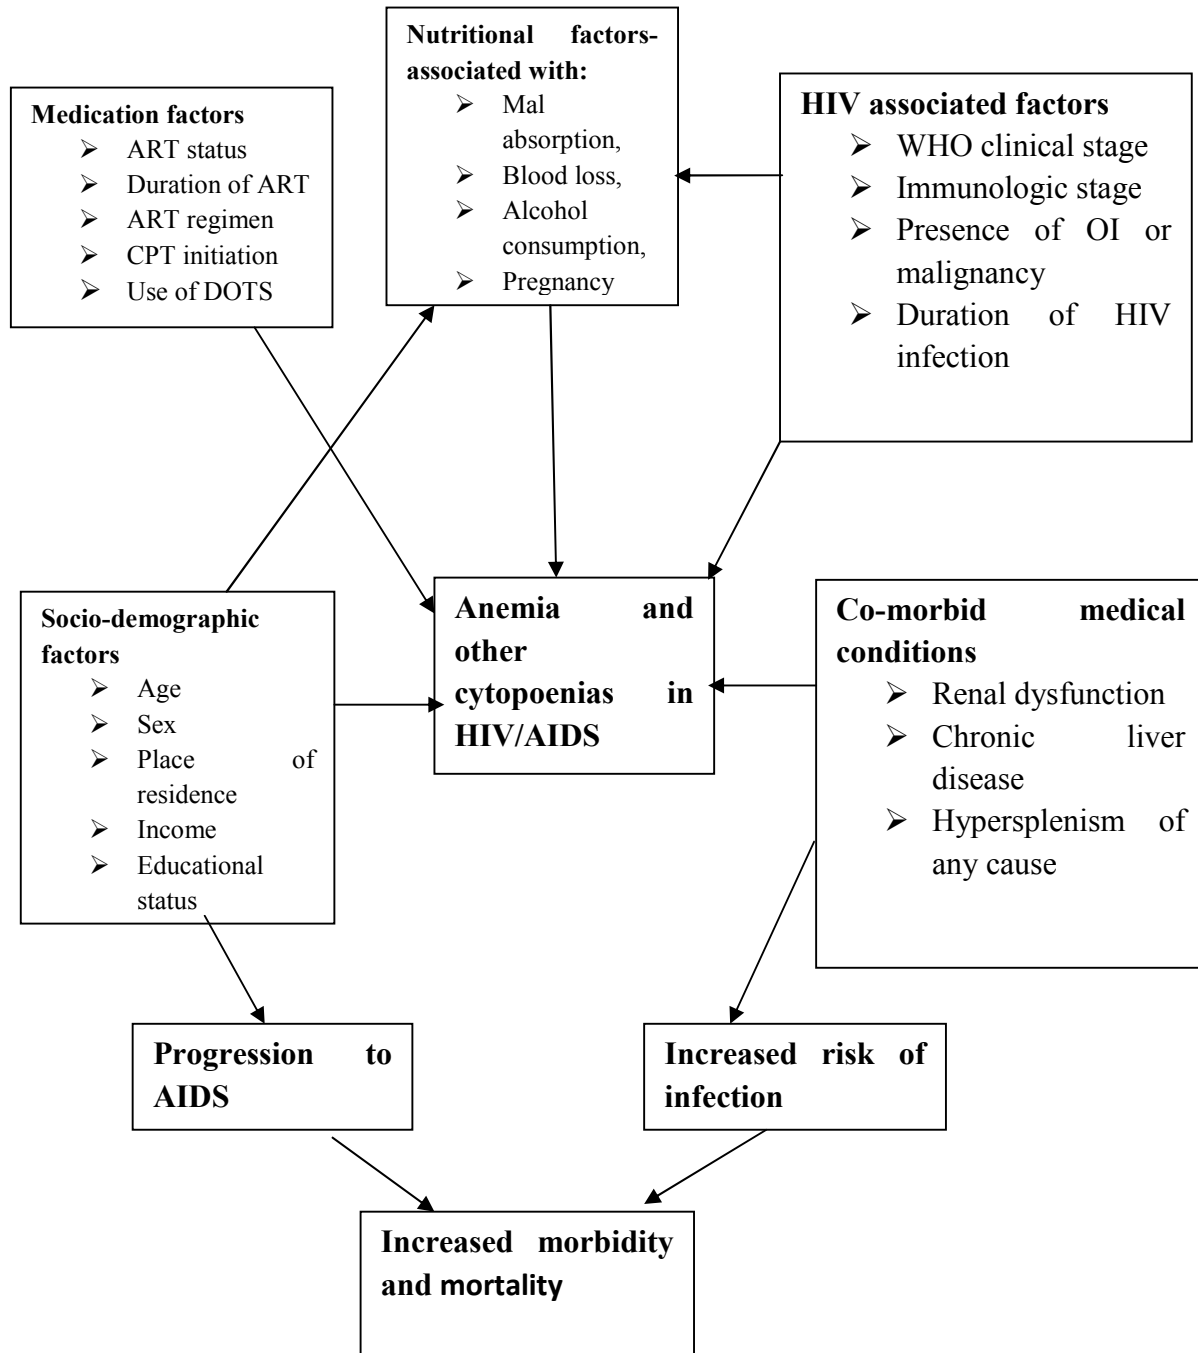 Nutritional factors-
associated with:
➢ Mal
absorption,
➢ Blood loss,
➢ Alcohol
consumption,
➢ Pregnancy
Medication factors
➢ ART status
➢ Duration of ART
➢ ART regimen
➢ CPT initiation
➢ Use of DOTS
HIV associated factors
➢ WHO clinical stage
➢ Immunologic stage
➢ Presence of OI or
malignancy
➢ Duration of HIV
infection
Socio-demographic
factors
➢ Age
➢ Sex
➢ Place of
residence
➢ Income
➢ Educational
status
Anemia and
other
cytopoenias in
HIV/AIDS
Co-morbid medical
conditions
➢ Renal dysfunction
➢ Chronic liver
disease
➢ Hypersplenism of
any cause
Progression to
AIDS
Increased risk of
infection
Increased morbidity
and mortality